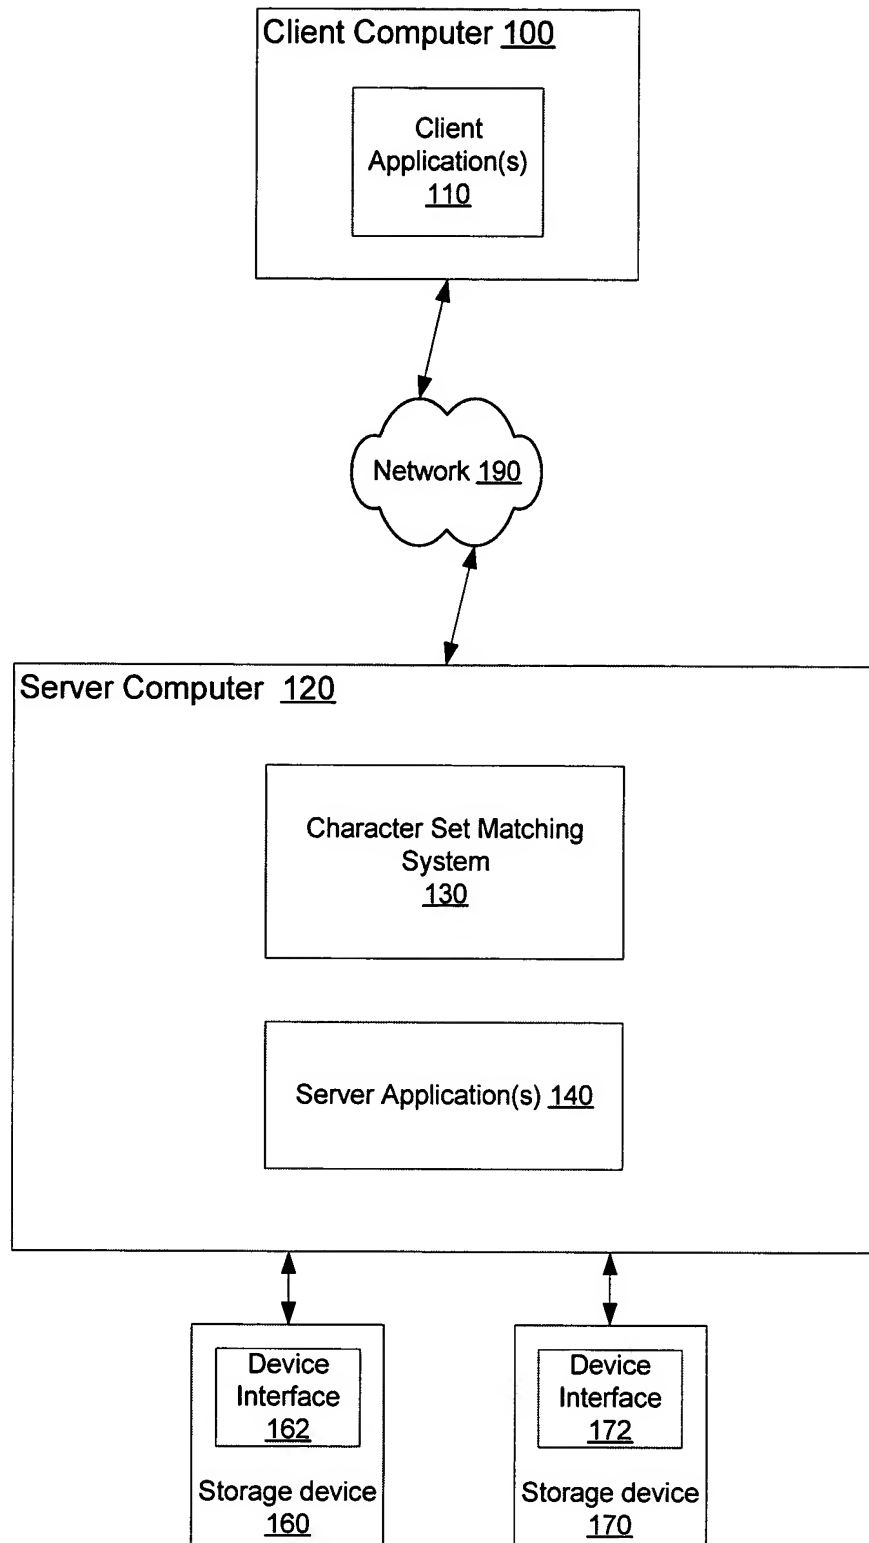 Client Computer 100
Client
Application(s)
110
Network 190
Server Computer 120
Character Set Matching
System
130
Server Application(s) 140
Device
Interface
162
Storage device
160
Device
Interface
172
Storage device
170